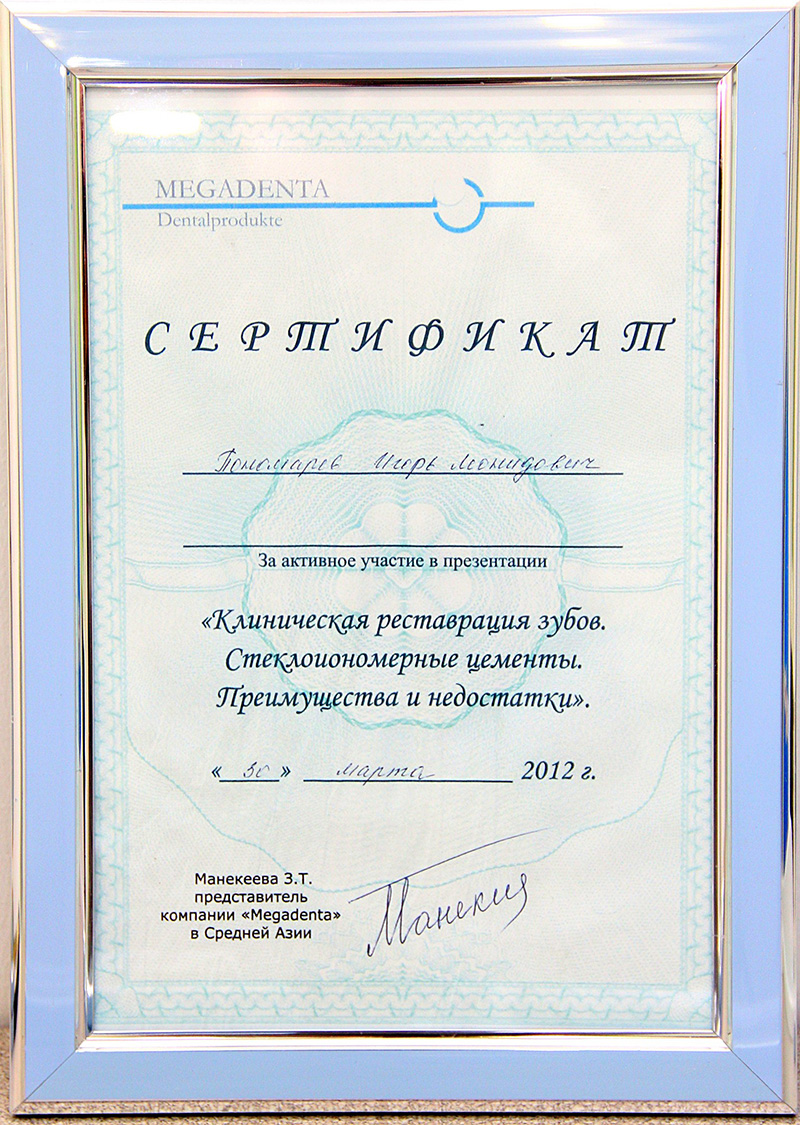 MEGADENTA
Dentalprodukte
СЕРТИФИКАТ
Пономарев Игорь Леонидович
За активное участие в презентации
«Клиническая реставрация зубов.
Стеклоиономерные цементы.
Преимущества и недостатки».
«30» марта 2012 г.
Манекеева З.Т.
представитель
компании «Megadenta»
в Средней Азии